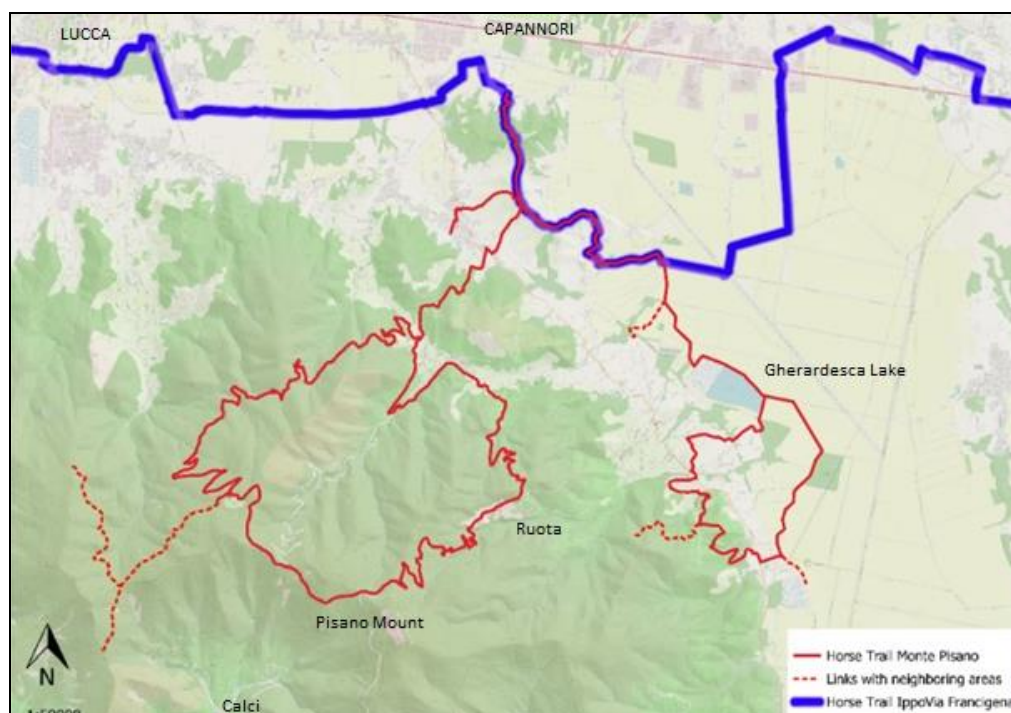 LUCCA
CAPANNORI
Gherardesca Lake
Ruota
Pisano Mount
N
Calci
Horse Trail Monte Pisano
Links with neighboring areas
Horse Trail IppoVia Francigena